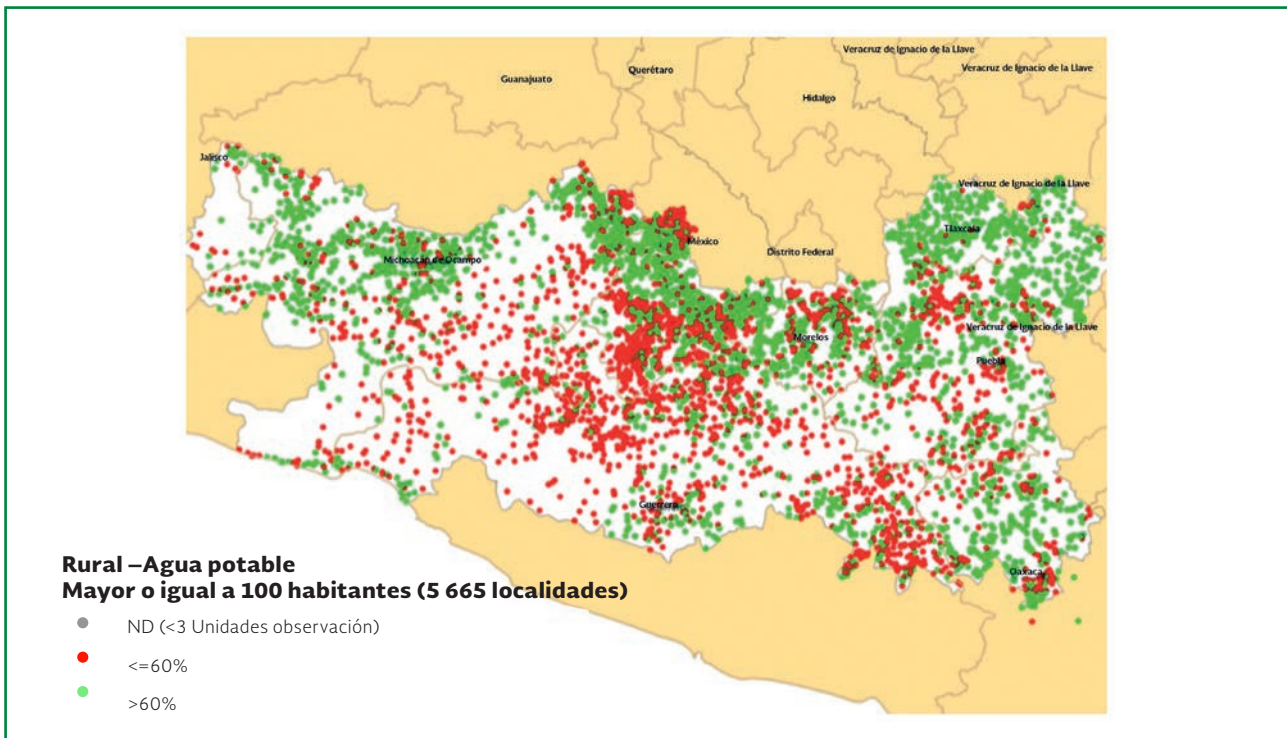 Veracruz de Ignacio de la Llave
Querétaro
Veracruz de Ignacio de la Llave
Guanajuato
Hidalgo
Jalisco
Veracruz de Ignacio de la Llave
Tlaxcala
México
Distrito Federal
Michoacán de Ocampo
Veracruz de Ignacio de la Llave
Morelos
Puebla
Guerrero
Oaxaca
Rural –Agua potable
Mayor o igual a 100 habitantes (5 665 localidades)
ND (<3 Unidades observación)
<=60%
>60%